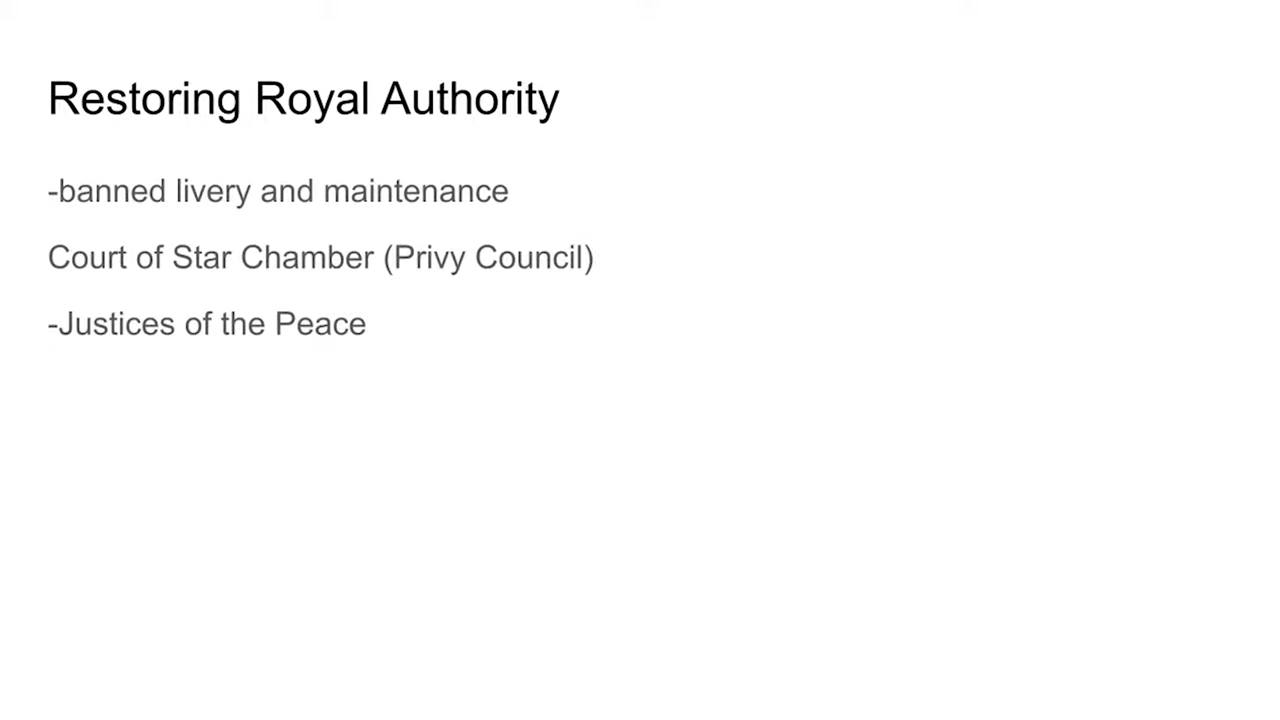 Restoring Royal Authority
-banned livery and maintenance
Court of Star Chamber (Privy Council)
-Justices of the Peace